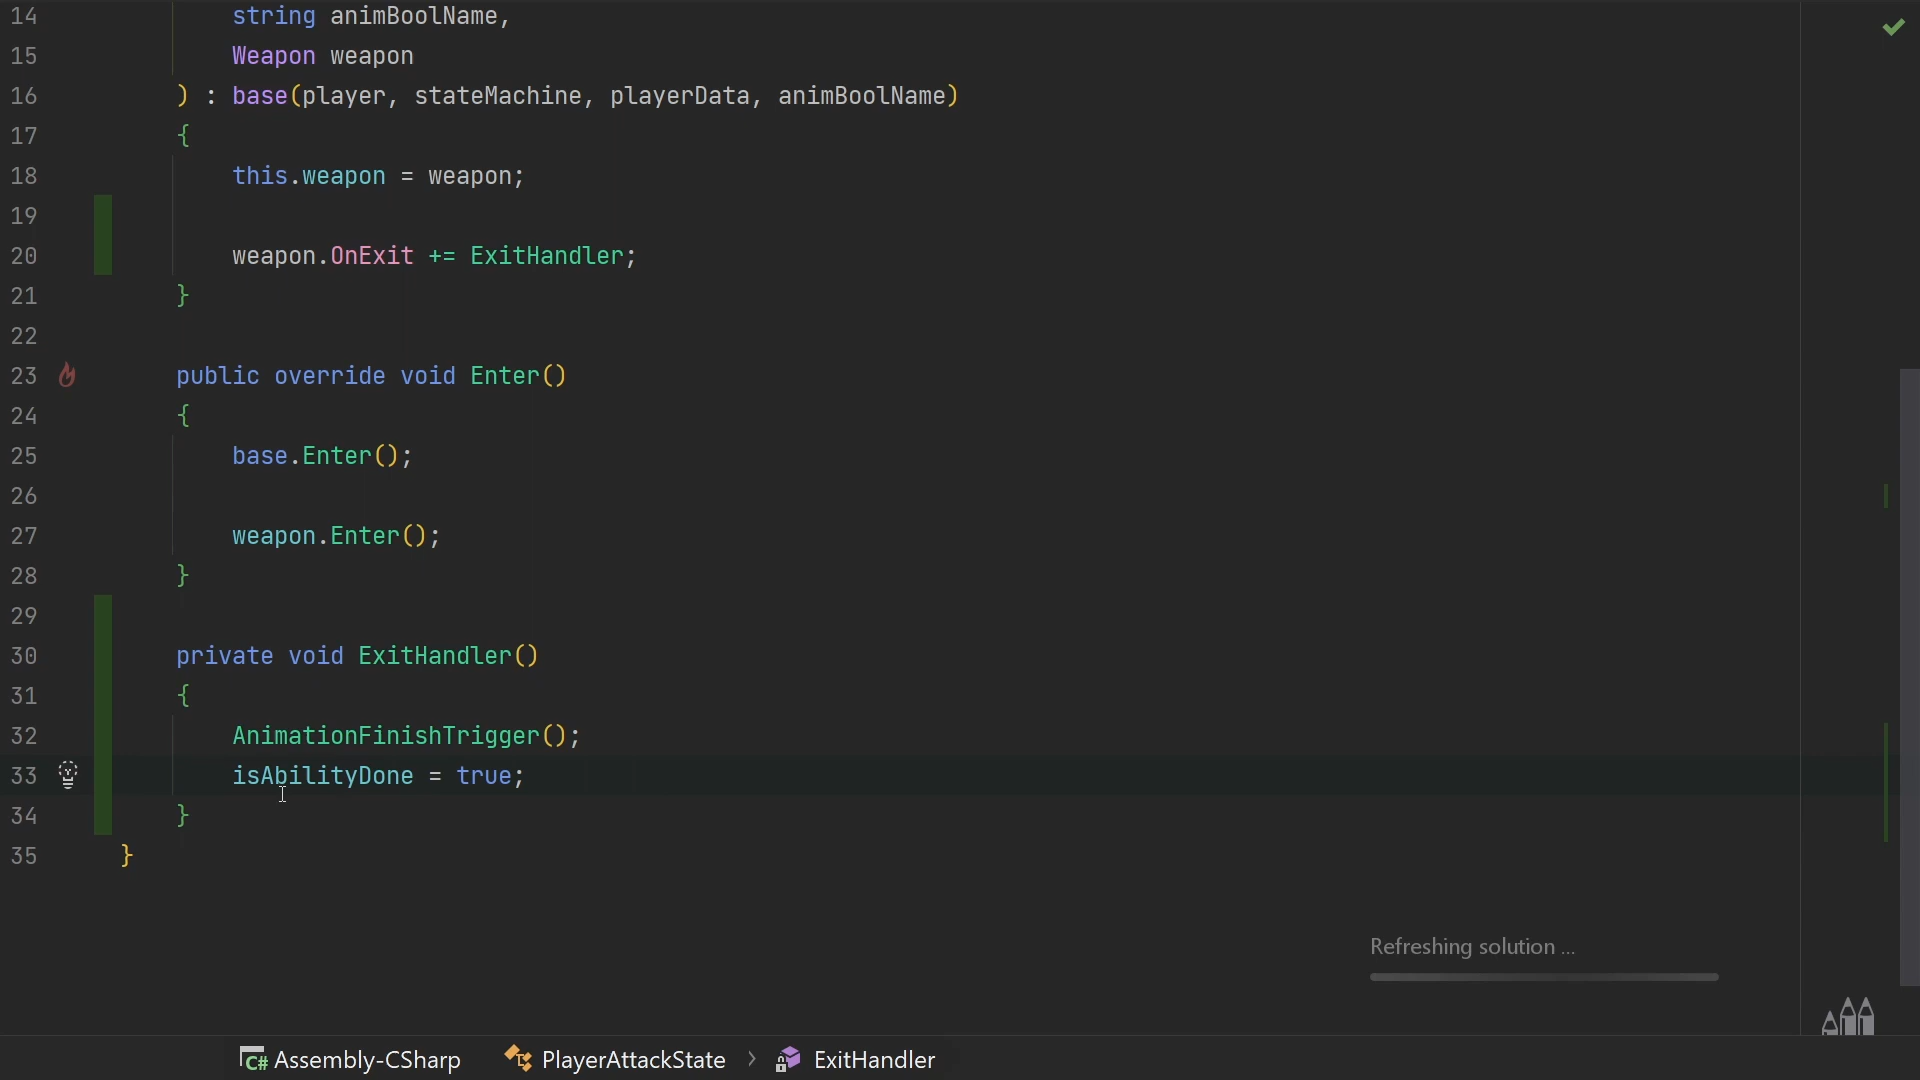 14 string animBoolName,
15 Weapon weapon
16 ) : base(player, stateMachine, playerData, animBoolName)
17 {
18 this.weapon = weapon;
19
20 weapon.OnExit += ExitHandler;
21 }
22
23 public override void Enter()
24 {
25 base.Enter();
26
27 weapon.Enter();
28 }
29
30 private void ExitHandler()
31 {
32 AnimationFinishTrigger();
33 isAbilityDone = true;
34 }
35 }
Refreshing solution ...
C# Assembly-CSharp PlayerAttackState > ExitHandler